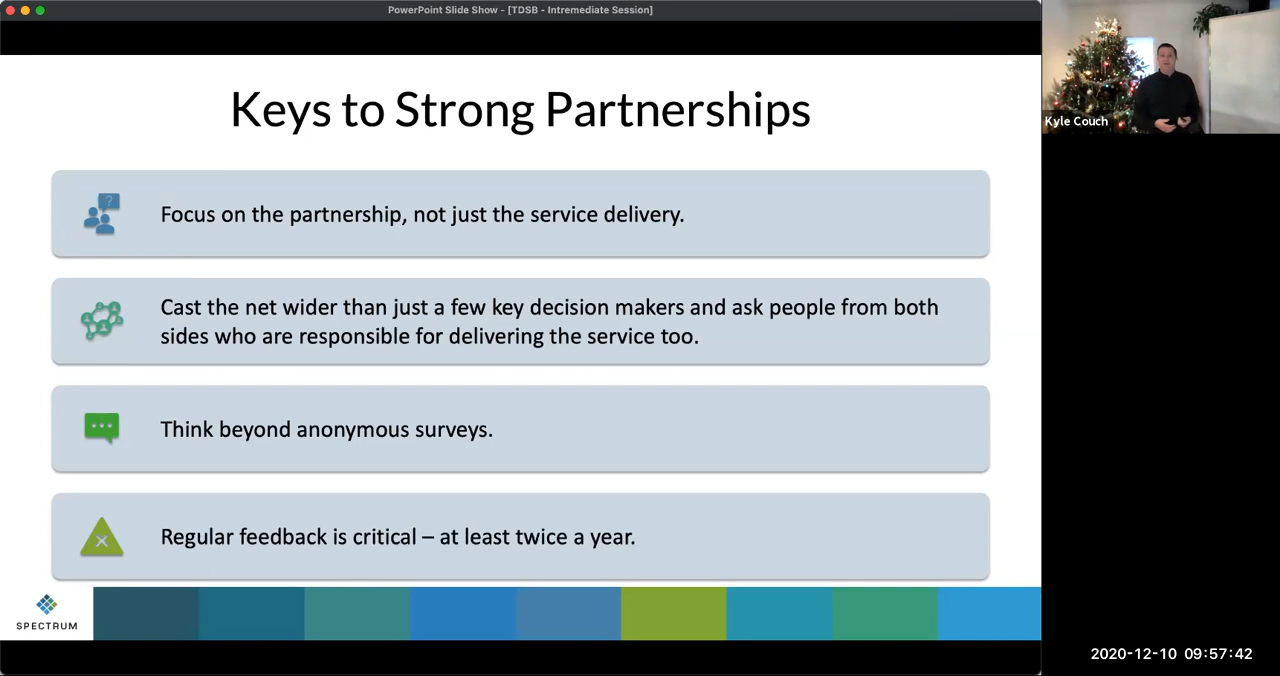 PowerPoint Slide Show - [TDSB - Intremediate Session]
Keys to Strong Partnerships
Kyle Couch
?
Focus on the partnership, not just the service delivery.
Cast the net wider than just a few key decision makers and ask people from both
sides who are responsible for delivering the service too.
Think beyond anonymous surveys.
Regular feedback is critical – at least twice a year.
SPECTRUM
2020-12-10 09:57:42